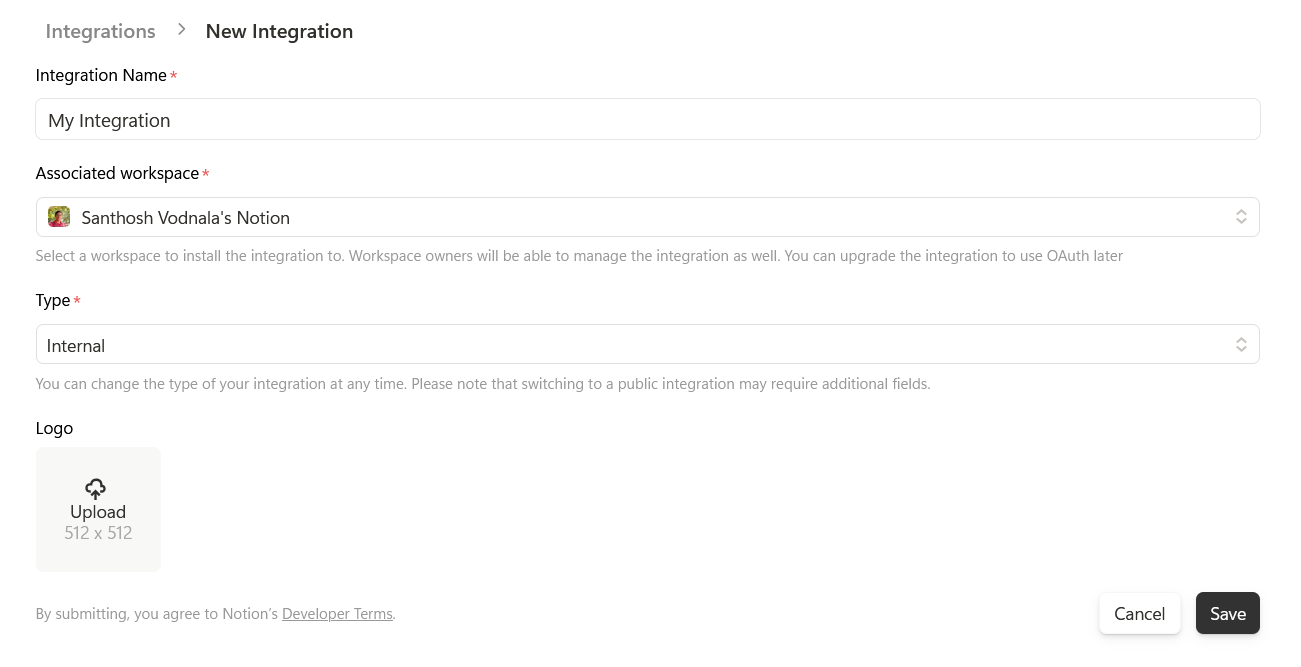 Integrations > New Integration
Integration Name *
My Integration
Associated workspace *
Santhosh Vodnala's Notion
Select a workspace to install the integration to. Workspace owners will be able to manage the integration as well. You can upgrade the integration to use OAuth later
Type *
Internal
You can change the type of your integration at any time. Please note that switching to a public integration may require additional fields.
Logo
Upload
512 x 512
By submitting, you agree to Notion’s Developer Terms.
Cancel Save